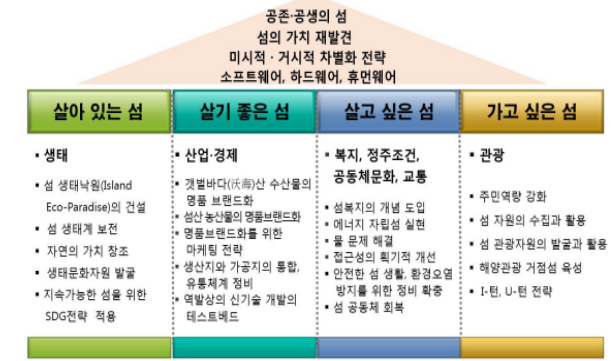 공존·공생의 섬
섬의 가치 재발견
미시적·거시적 차별화 전략
소프트웨어, 하드웨어, 휴먼웨어
살아 있는 섬
▪ 생태
▪ 섬 생태낙원(Island
Eco-Paradise)의 건설
▪ 섬 생태계 보전
▪ 자연의 가치 창조
▪ 생태문화자원 발굴
▪ 지속가능한 섬을 위한
SDG전략 적용
살기 좋은 섬
▪ 산업·경제
▪ 갯벌바다(沃海)산 수산물의
명품 브랜드화
▪ 섬산 농산물의 명품브랜드화
▪ 명품브랜드화를 위한
마케팅 전략
▪ 생산지와 가공지의 통합,
유통체계 정비
▪ 역발상의 신기술 개발의
테스트베드
살고 싶은 섬
▪ 복지, 정주조건,
공동체문화, 교통
▪ 섬복지의 개념 도입
▪ 에너지 자립섬 실현
▪ 물 문제 해결
▪ 접근성의 획기적 개선
▪ 안전한 섬 생활, 환경오염
방지를 위한 정비 확충
▪ 섬 공동체 회복
가고 싶은 섬
▪ 관광
▪ 주민역량 강화
▪ 섬 자원의 수집과 활용
▪ 섬 관광자원의 발굴과 활용
▪ 해양관광 거점섬 육성
▪ I-턴, U-턴 전략